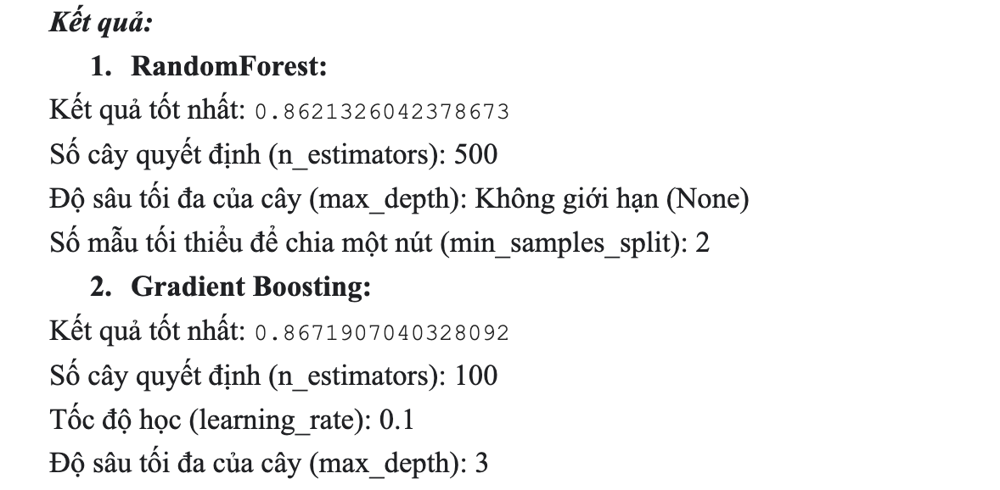 Kết quả:
1. RandomForest:
Kết quả tốt nhất: 0.8621326042378673
Số cây quyết định (n_estimators): 500
Độ sâu tối đa của cây (max_depth): Không giới hạn (None)
Số mẫu tối thiểu để chia một nút (min_samples_split): 2
2. Gradient Boosting:
Kết quả tốt nhất: 0.8671907040328092
Số cây quyết định (n_estimators): 100
Tốc độ học (learning_rate): 0.1
Độ sâu tối đa của cây (max_depth): 3